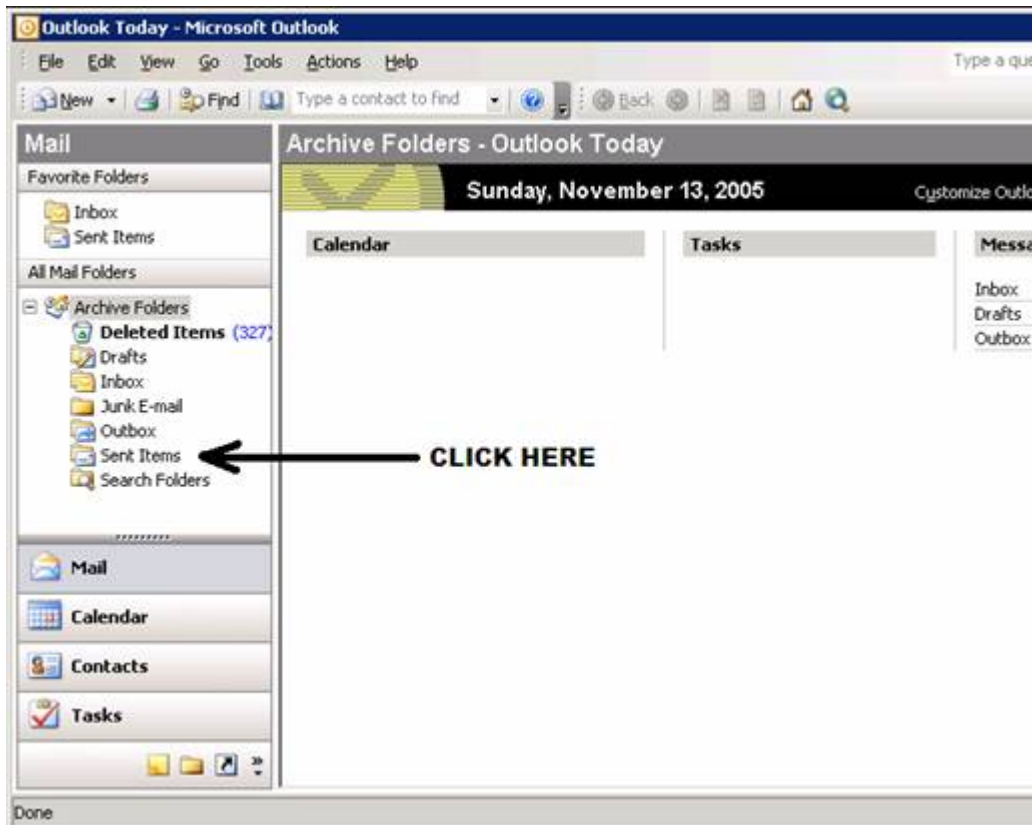 Outlook Today - Microsoft Outlook
File Edit View Go Tools Actions Help Type a que
New Find Type a contact to find Back
Mail
Archive Folders - Outlook Today
Favorite Folders
Sunday, November 13, 2005 Customize Outlo
Inbox
Sent Items
Calendar Tasks Messa
All Mail Folders
Archive Folders
Deleted Items (327)
Drafts
Inbox
Junk E-mail
Outbox
Sent Items
Search Folders
Inbox
Drafts
Outbox
CLICK HERE
Mail
Calendar
Contacts
Tasks
Done